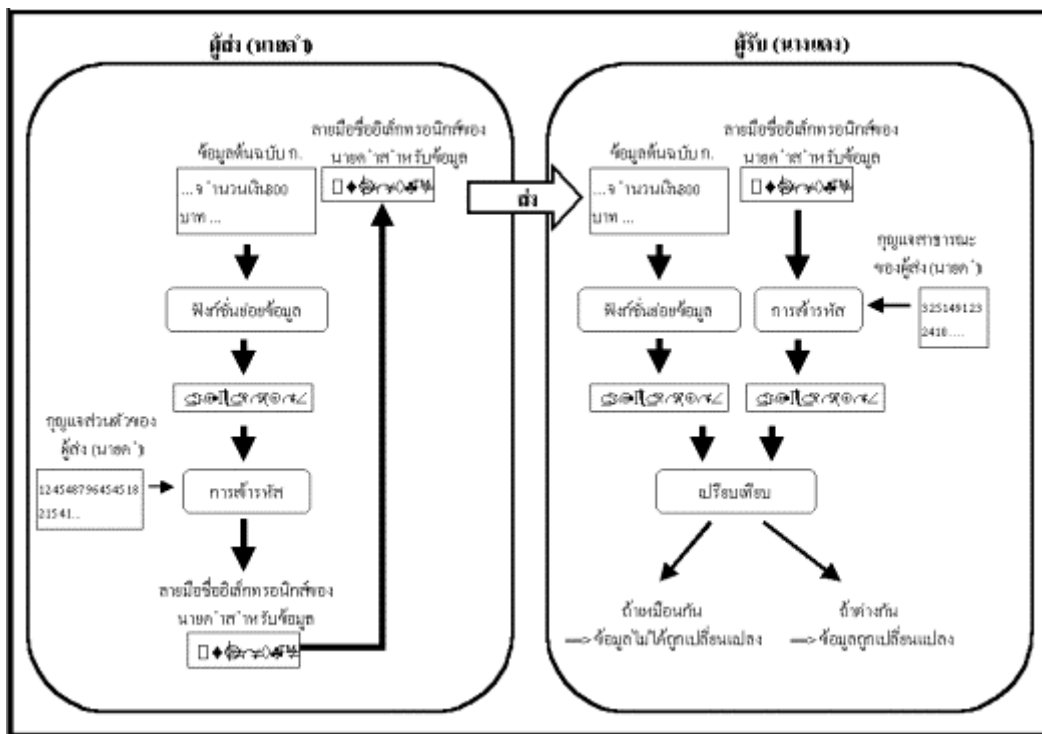 ผู้ส่ง (นายดำ)
ผู้รับ (นางแดง)
ข้อมูลต้นฉบับ ก.
...จำนวนเงิน800
บาท ...
ลายมือชื่ออิเล็กทรอนิกส์ของ
นายดำสำหรับข้อมูล
ฟังก์ชั่นย่อยข้อมูล
กุญแจส่วนตัวของ
ผู้ส่ง (นายดำ)
124548796454518
21541..
การเข้ารหัส
ลายมือชื่ออิเล็กทรอนิกส์ของ
นายดำสำหรับข้อมูล
ส่ง
ข้อมูลต้นฉบับ ก.
...จำนวนเงิน800
บาท ...
ลายมือชื่ออิเล็กทรอนิกส์ของ
นายดำสำหรับข้อมูล
กุญแจสาธารณะ
ของผู้ส่ง (นายดำ)
325149123
2410....
ฟังก์ชั่นย่อยข้อมูล
การเข้ารหัส
เปรียบเทียบ
ถ้าเหมือนกัน
==> ข้อมูลไม่ได้ถูกเปลี่ยนแปลง
ถ้าต่างกัน
==> ข้อมูลถูกเปลี่ยนแปลง